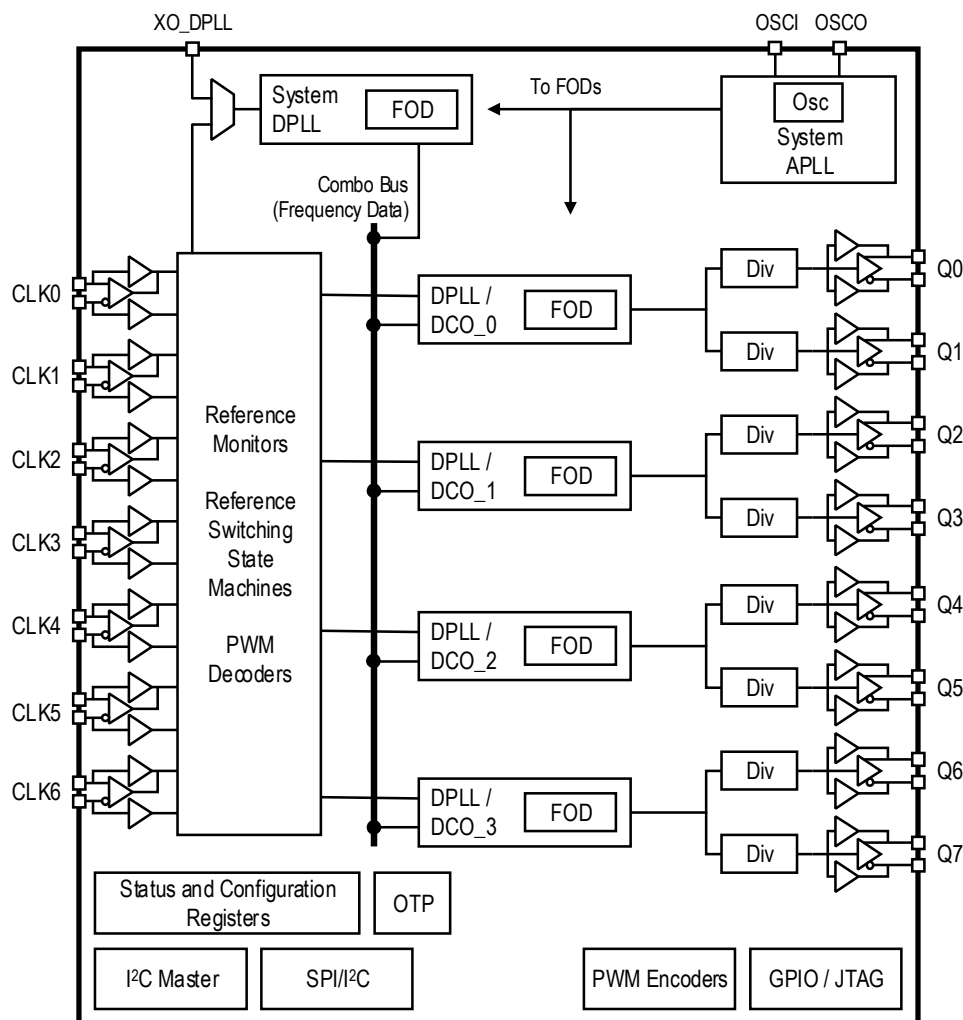 XO_DPLL
OSCI
OSCO
System
DPLL
FOD
To FODs
Osc
System
APLL
Combo Bus
(Frequency Data)
CLK0
CLK1
CLK2
CLK3
CLK4
CLK5
CLK6
Reference
Monitors
Reference
Switching
State
Machines
PWM
Decoders
DPLL /
DCO_0
FOD
DPLL /
DCO_1
FOD
DPLL /
DCO_2
FOD
DPLL /
DCO_3
FOD
Div
Div
Div
Div
Div
Div
Div
Div
Q0
Q1
Q2
Q3
Q4
Q5
Q6
Q7
Status and Configuration
Registers
OTP
I²C Master
SPI/I²C
PWM Encoders
GPIO / JTAG